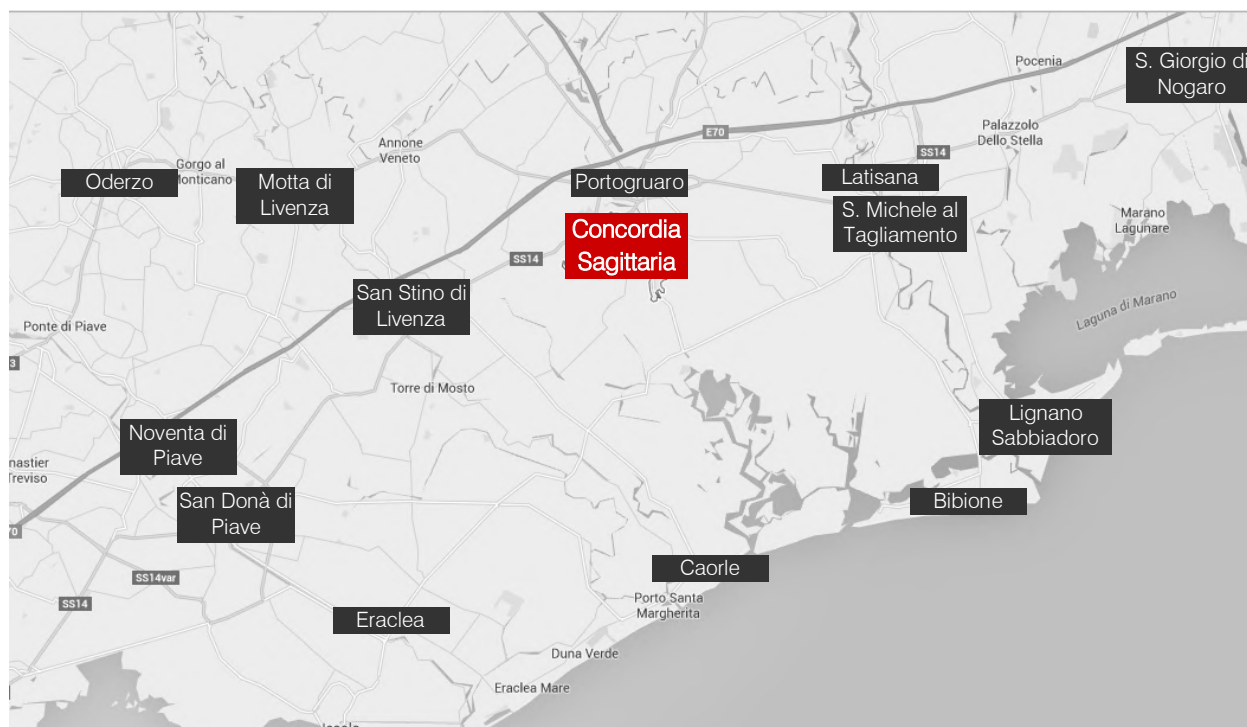 Pocenia
S. Giorgio di
Nogaro
E70
Palazzolo
Dello Stella
Annone
Veneto
SS14
Gorgo al
Monticano
Oderzo
Motta di
Livenza
Portogruaro
Latisana
S. Michele al
Tagliamento
Marano
Lagunare
Concordia
Sagittaria
SS14
San Stino di
Livenza
Laguna di Marano
Ponte di Piave
3
Torre di Mosto
Lignano
Sabbiadoro
Noventa di
Piave
nastier
Treviso
San Donà di
Piave
Bibione
70
Caorle
SS14var
SS14
Porto Santa
Margherita
Eraclea
Duna Verde
Eraclea Mare